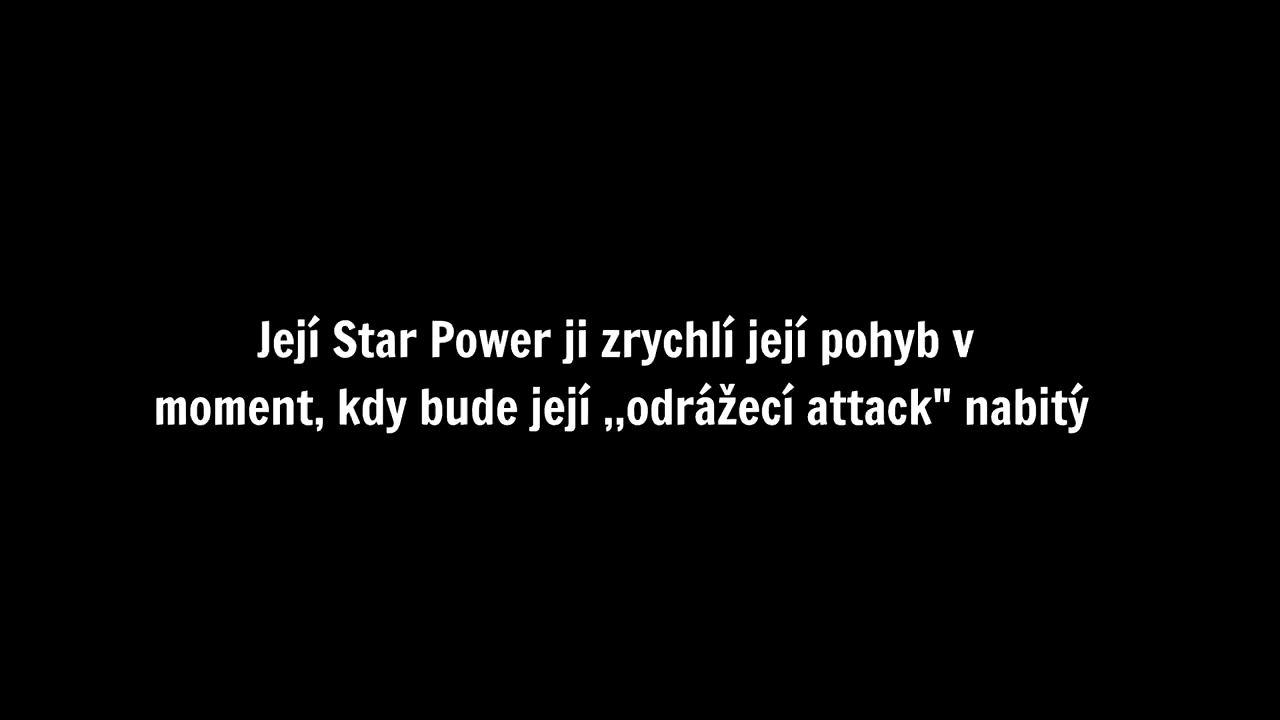 Její Star Power ji zrychlí její pohyb v
moment, kdy bude její ,,odrážecí attack" nabitý